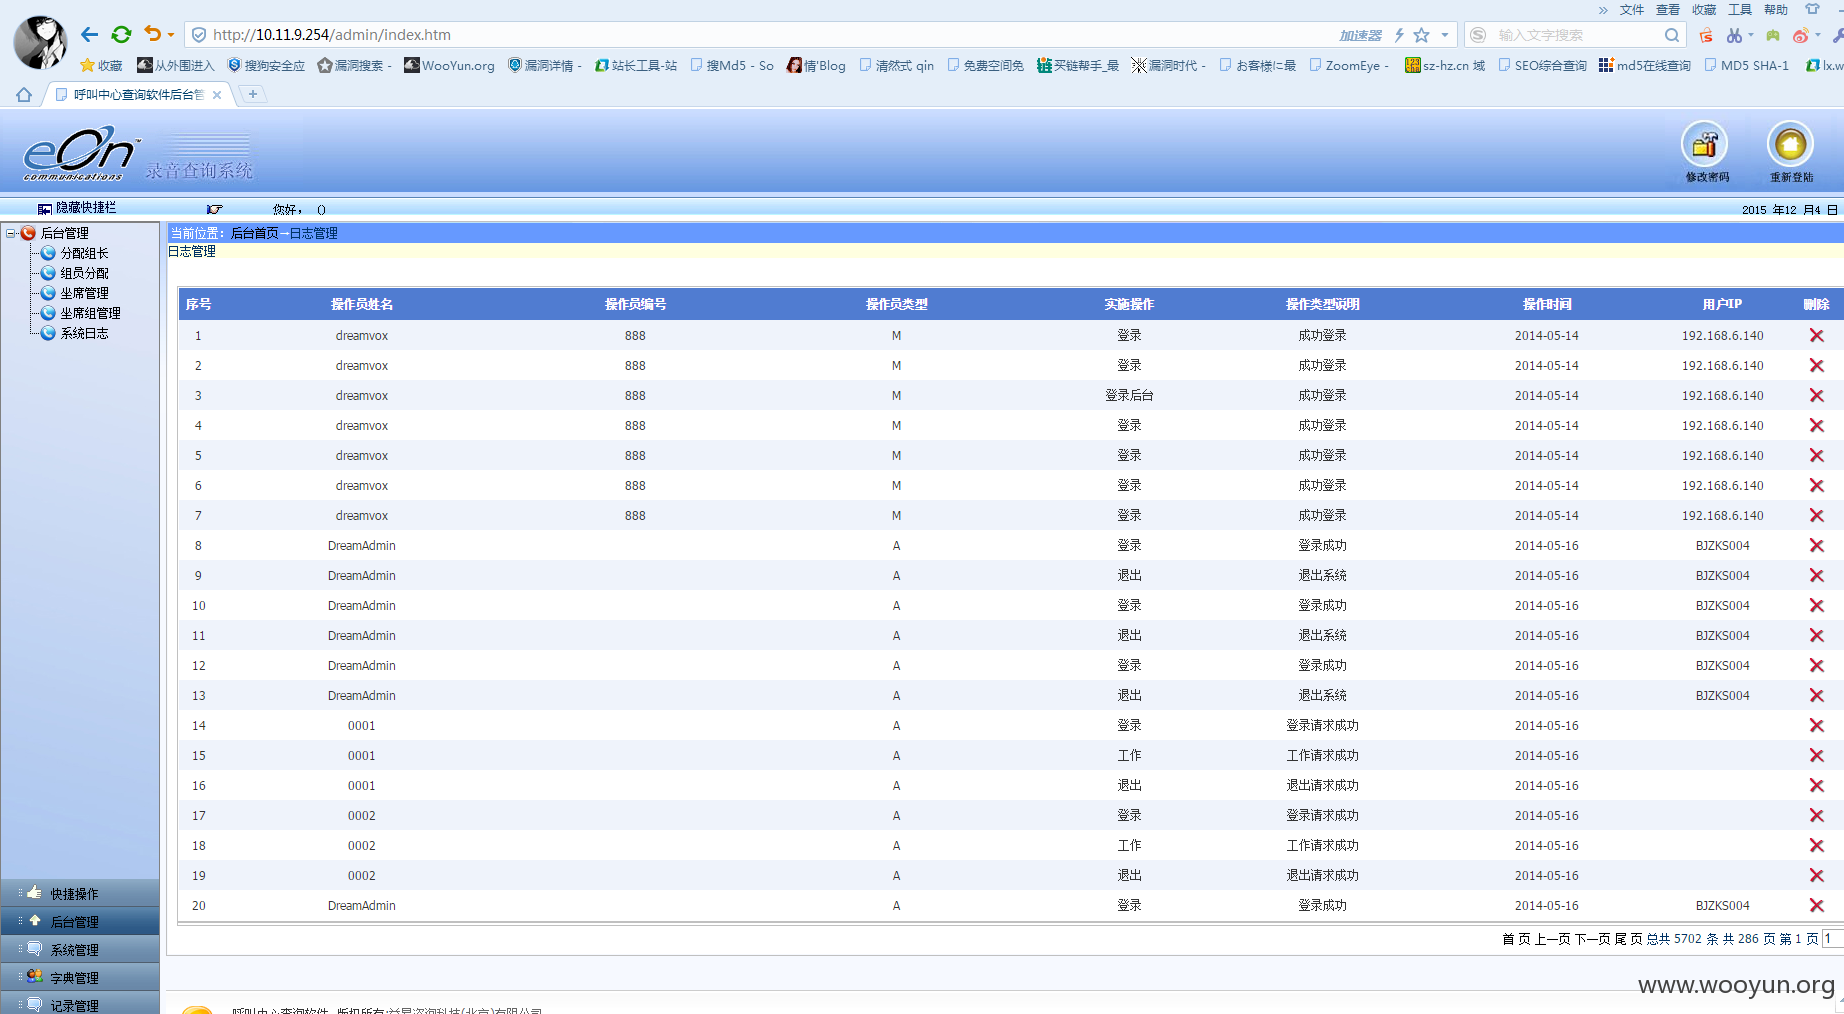 » 文件 查看 收藏 工具 帮助
http://10.11.9.254/admin/index.htm 加速器 输入文字搜索
收藏 从外围进入 搜狗安全应 漏洞搜索 - WooYun.org 漏洞详情 - 站长工具-站 搜Md5 - So 情'Blog 清然式 qin 免费空间免 买链帮手_最 漏洞时代 - お客様に最 ZoomEye - sz-hz.cn 域 SEO综合查询 md5在线查询 MD5 SHA-1 lx.w
呼叫中心查询软件后台管
eOn communications 录音查询系统 修改密码 重新登陆
隐藏快捷栏 你好， () 2015 年12 月4 日
后台管理
分配组长
组员分配
坐席管理
坐席组管理
系统日志
当前位置：后台首页→日志管理
日志管理
序号 操作员姓名 操作员编号 操作员类型 实施操作 操作类型说明 操作时间 用户IP 删除
1 dreamvox 888 M 登录 成功登录 2014-05-14 192.168.6.140
2 dreamvox 888 M 登录 成功登录 2014-05-14 192.168.6.140
3 dreamvox 888 M 登录后台 成功登录 2014-05-14 192.168.6.140
4 dreamvox 888 M 登录 成功登录 2014-05-14 192.168.6.140
5 dreamvox 888 M 登录 成功登录 2014-05-14 192.168.6.140
6 dreamvox 888 M 登录 成功登录 2014-05-14 192.168.6.140
7 dreamvox 888 M 登录 成功登录 2014-05-14 192.168.6.140
8 DreamAdmin A 登录 登录成功 2014-05-16 BJZKS004
9 DreamAdmin A 退出 退出系统 2014-05-16 BJZKS004
10 DreamAdmin A 登录 登录成功 2014-05-16 BJZKS004
11 DreamAdmin A 退出 退出系统 2014-05-16 BJZKS004
12 DreamAdmin A 登录 登录成功 2014-05-16 BJZKS004
13 DreamAdmin A 退出 退出系统 2014-05-16 BJZKS004
14 0001 A 登录 登录请求成功 2014-05-16
15 0001 A 工作 工作请求成功 2014-05-16
16 0001 A 退出 退出请求成功 2014-05-16
17 0002 A 登录 登录请求成功 2014-05-16
18 0002 A 工作 工作请求成功 2014-05-16
19 0002 A 退出 退出请求成功 2014-05-16
20 DreamAdmin A 登录 登录成功 2014-05-16 BJZKS004
首 页 上一页 下一页 尾 页 总共 5702 条 共 286 页 第 1 页 1
快捷操作
后台管理
系统管理
字典管理
记录管理
呼叫中心查询软件 版权所有:
www.wooyun.org